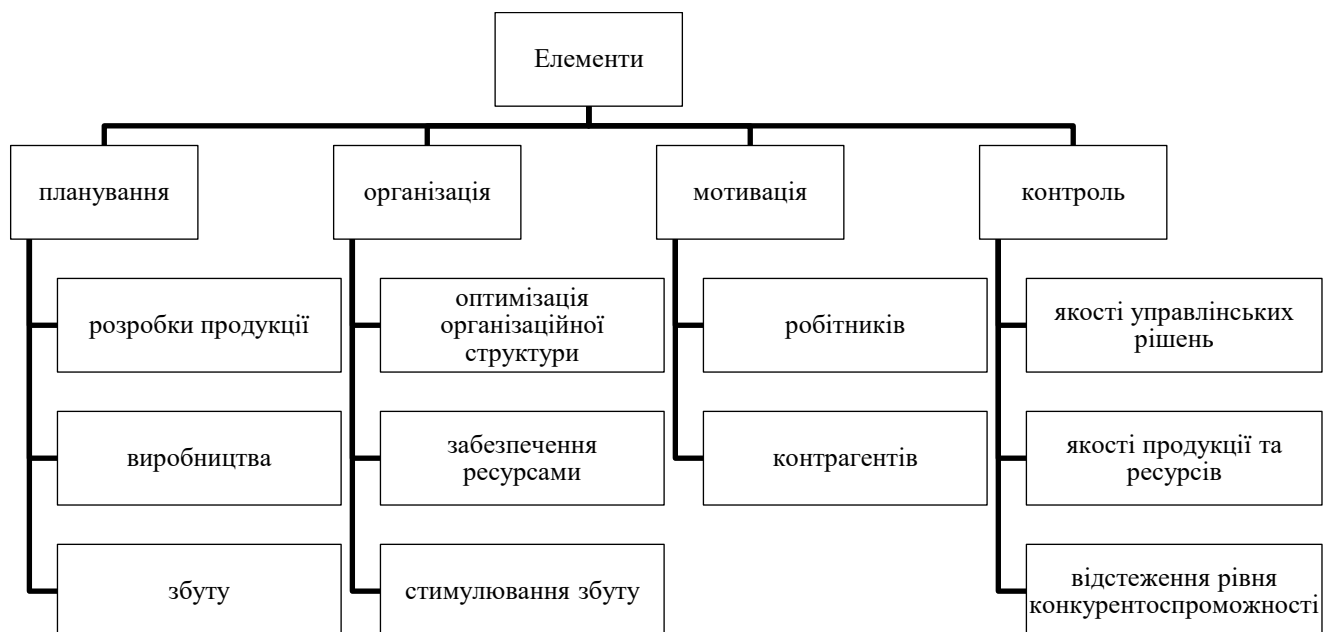 Елементи
планування
організація
мотивація
контроль
розробки продукції
оптимізація
організаційної
структури
робітників
якості управлінських
рішень
виробництва
забезпечення
ресурсами
контрагентів
якості продукції та
ресурсів
збуту
стимулювання збуту
відстеження рівня
конкурентоспроможності